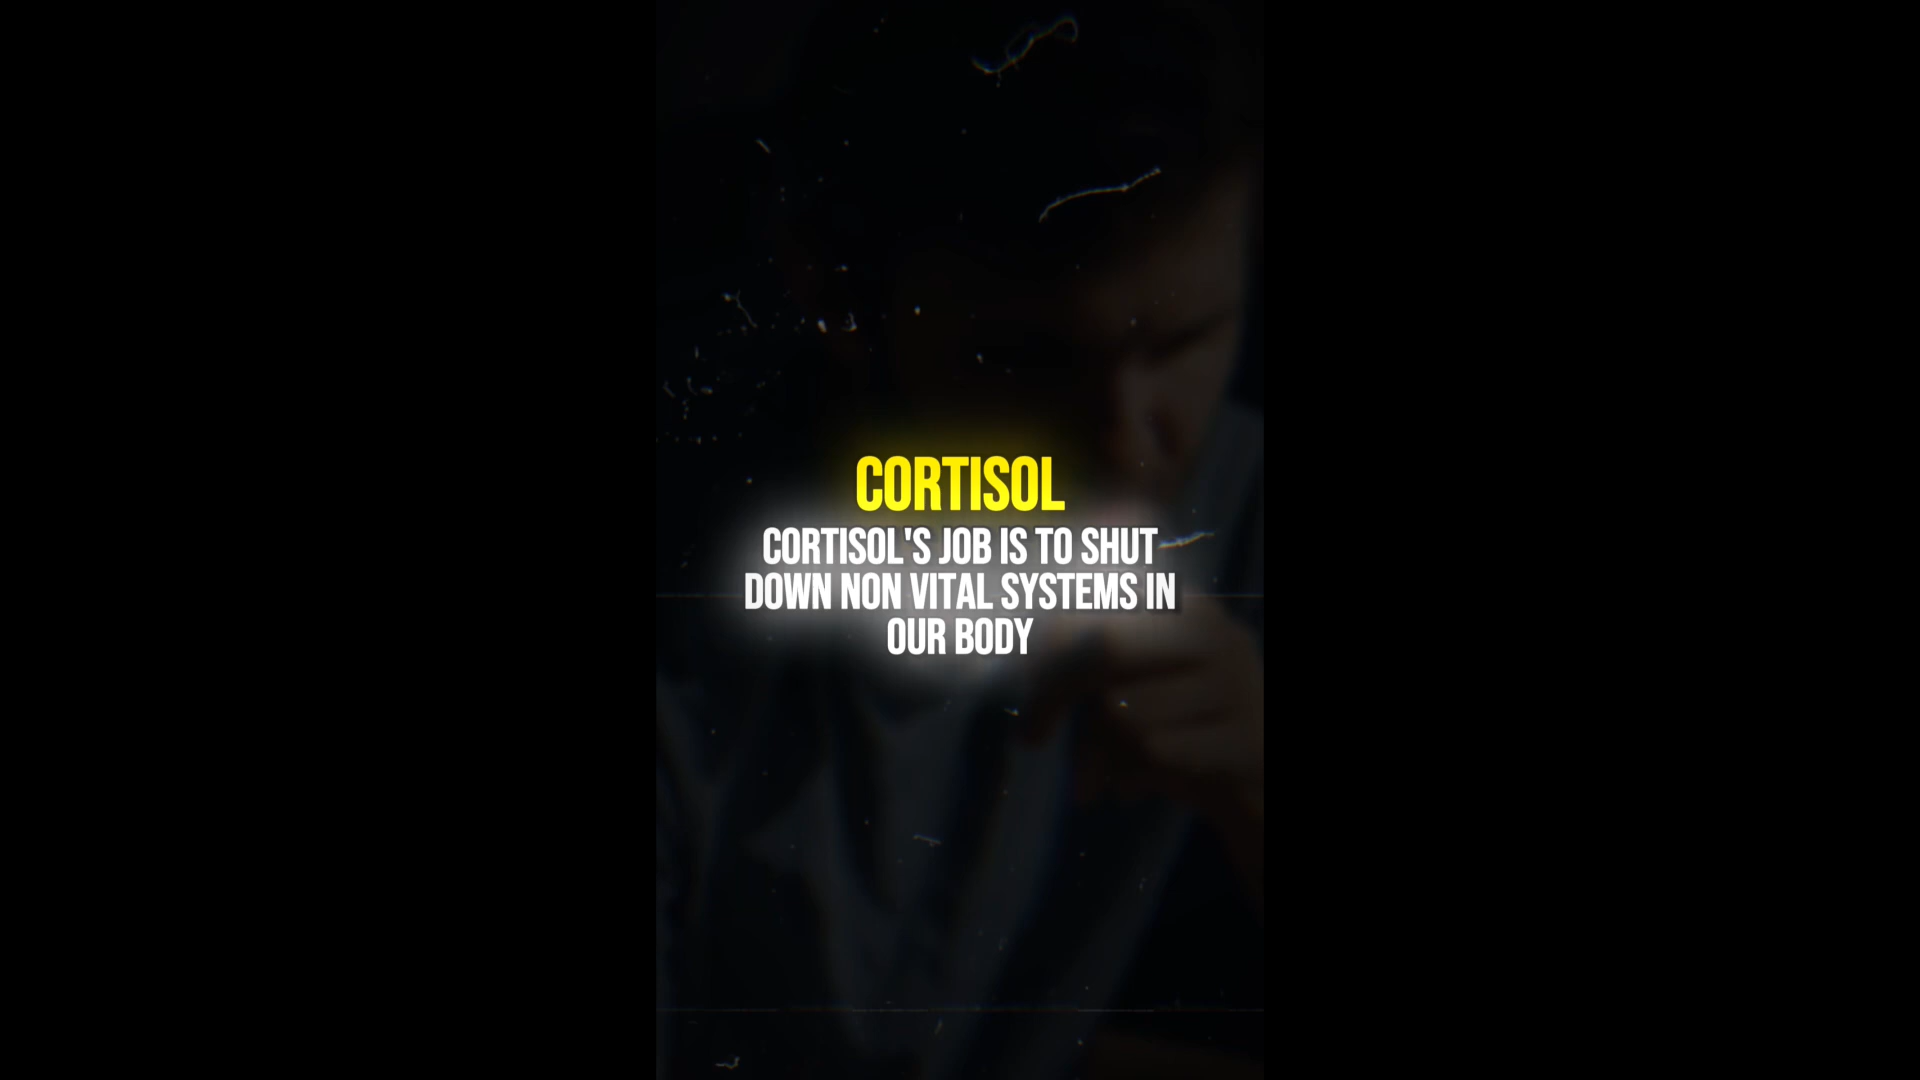 CORTISOL
CORTISOL'S JOB IS TO SHUT
DOWN NON VITAL SYSTEMS IN
OUR BODY